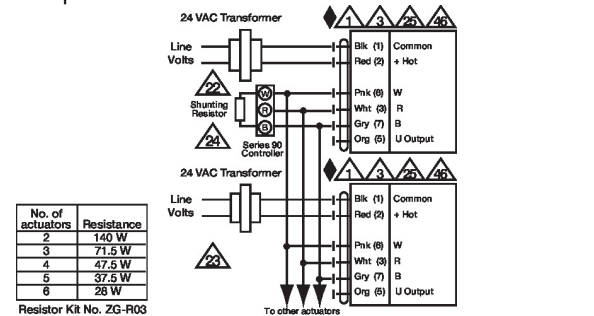 24 VAC Transformer
1 3 25 46
Line
Volts
Blk (1) Common
Red (2) + Hot
22
Shunting
Resistor
24
W
R
B
Series 90
Controller
Pnk (6) W
Wht (3) R
Gry (7) B
Org (5) U Output
24 VAC Transformer
1 3 25 46
Line
Volts
Blk (1) Common
Red (2) + Hot
23
Pnk (6) W
Wht (3) R
Gry (7) B
Org (5) U Output
To other actuators
No. of
actuators Resistance
2 140 W
3 71.5 W
4 47.5 W
5 37.5 W
6 28 W
Resistor Kit No. ZG-R03